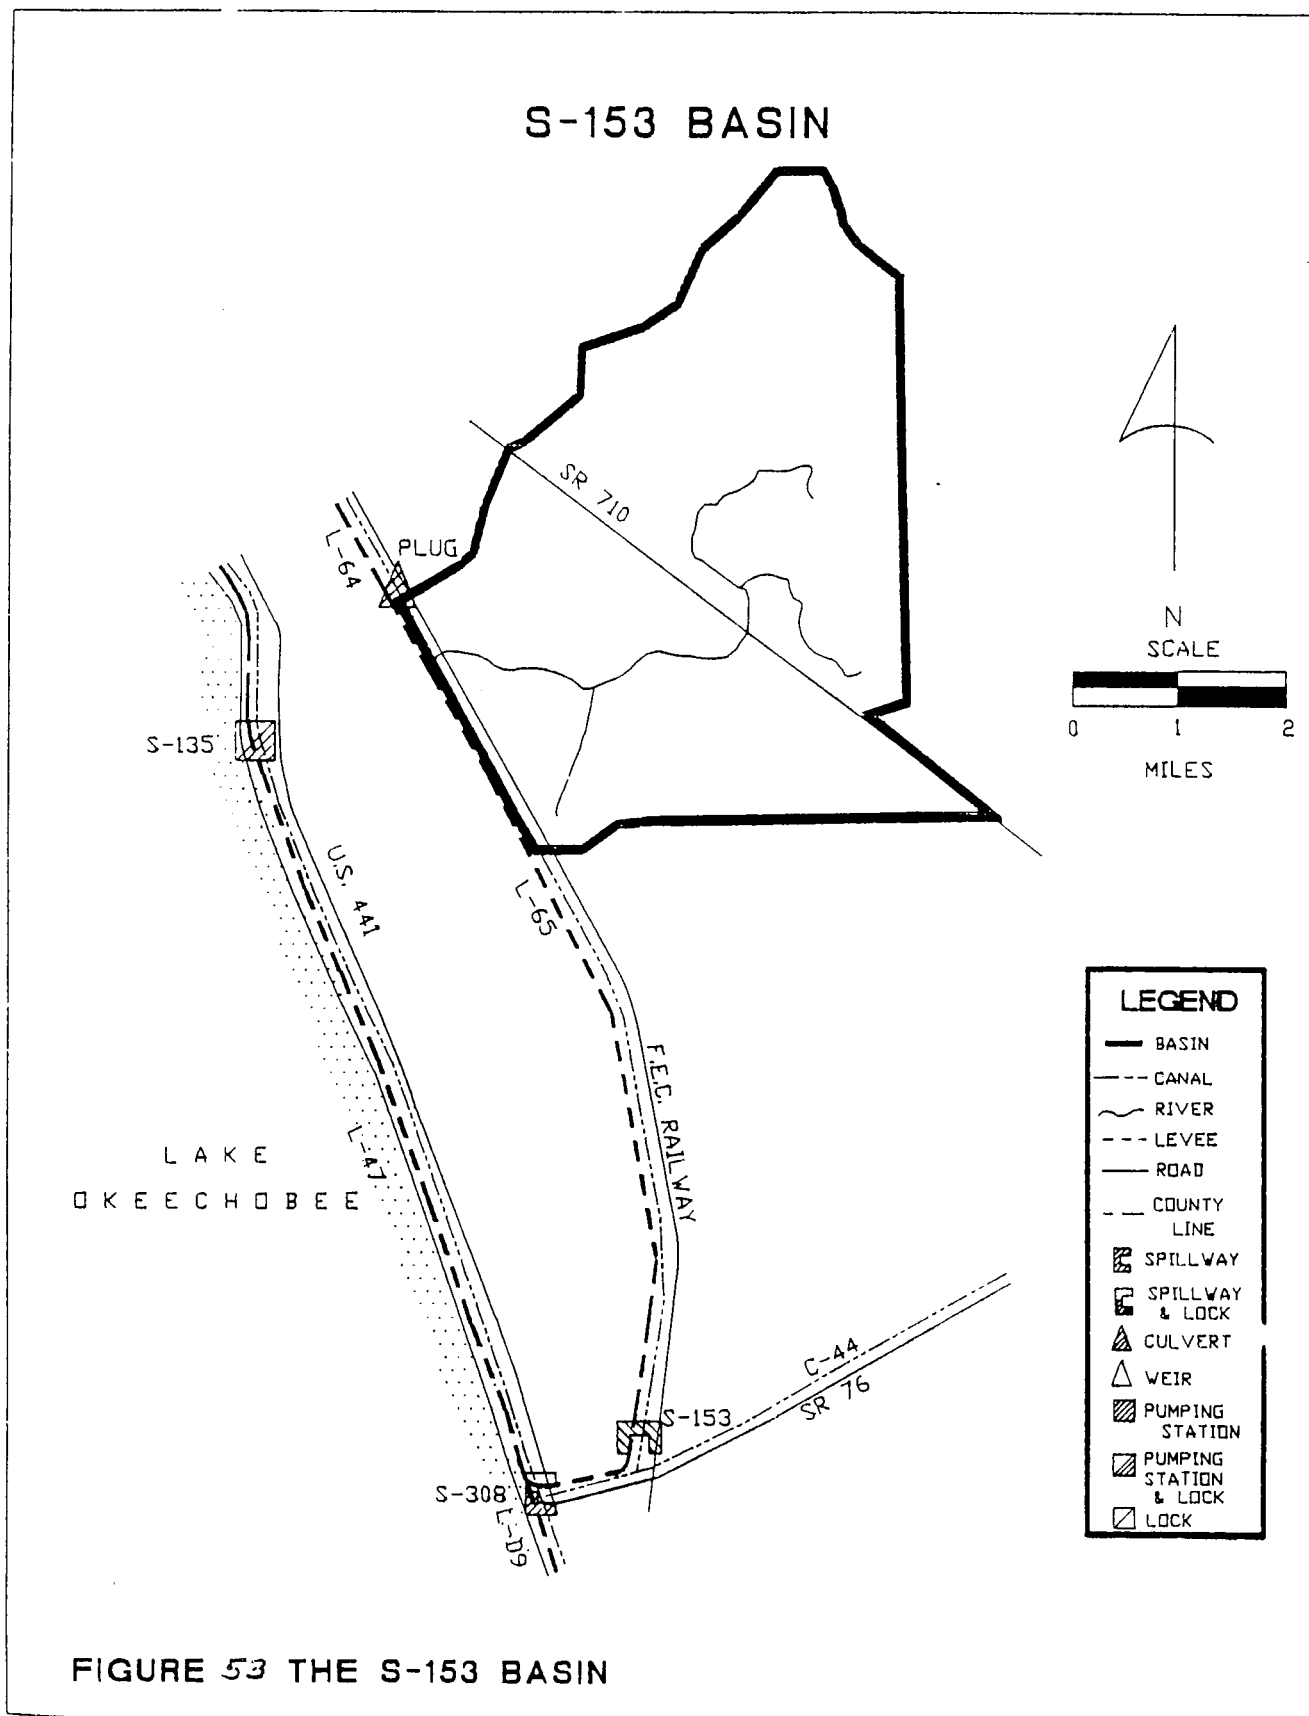 S-153 BASIN
SR 710
L-64
PLUG
N
SCALE
0 1 2
MILES
S-135
U.S. 441
L-65
F.E.C. RAILWAY
L-47
LAKE
OKEECHOBEE
C-44
SR 76
S-153
S-308
L-D9
LEGEND
BASIN
CANAL
RIVER
LEVEE
ROAD
COUNTY
LINE
SPILLWAY
SPILLWAY
& LOCK
CULVERT
WEIR
PUMPING
STATION
PUMPING
STATION
& LOCK
LOCK
FIGURE 53 THE S-153 BASIN